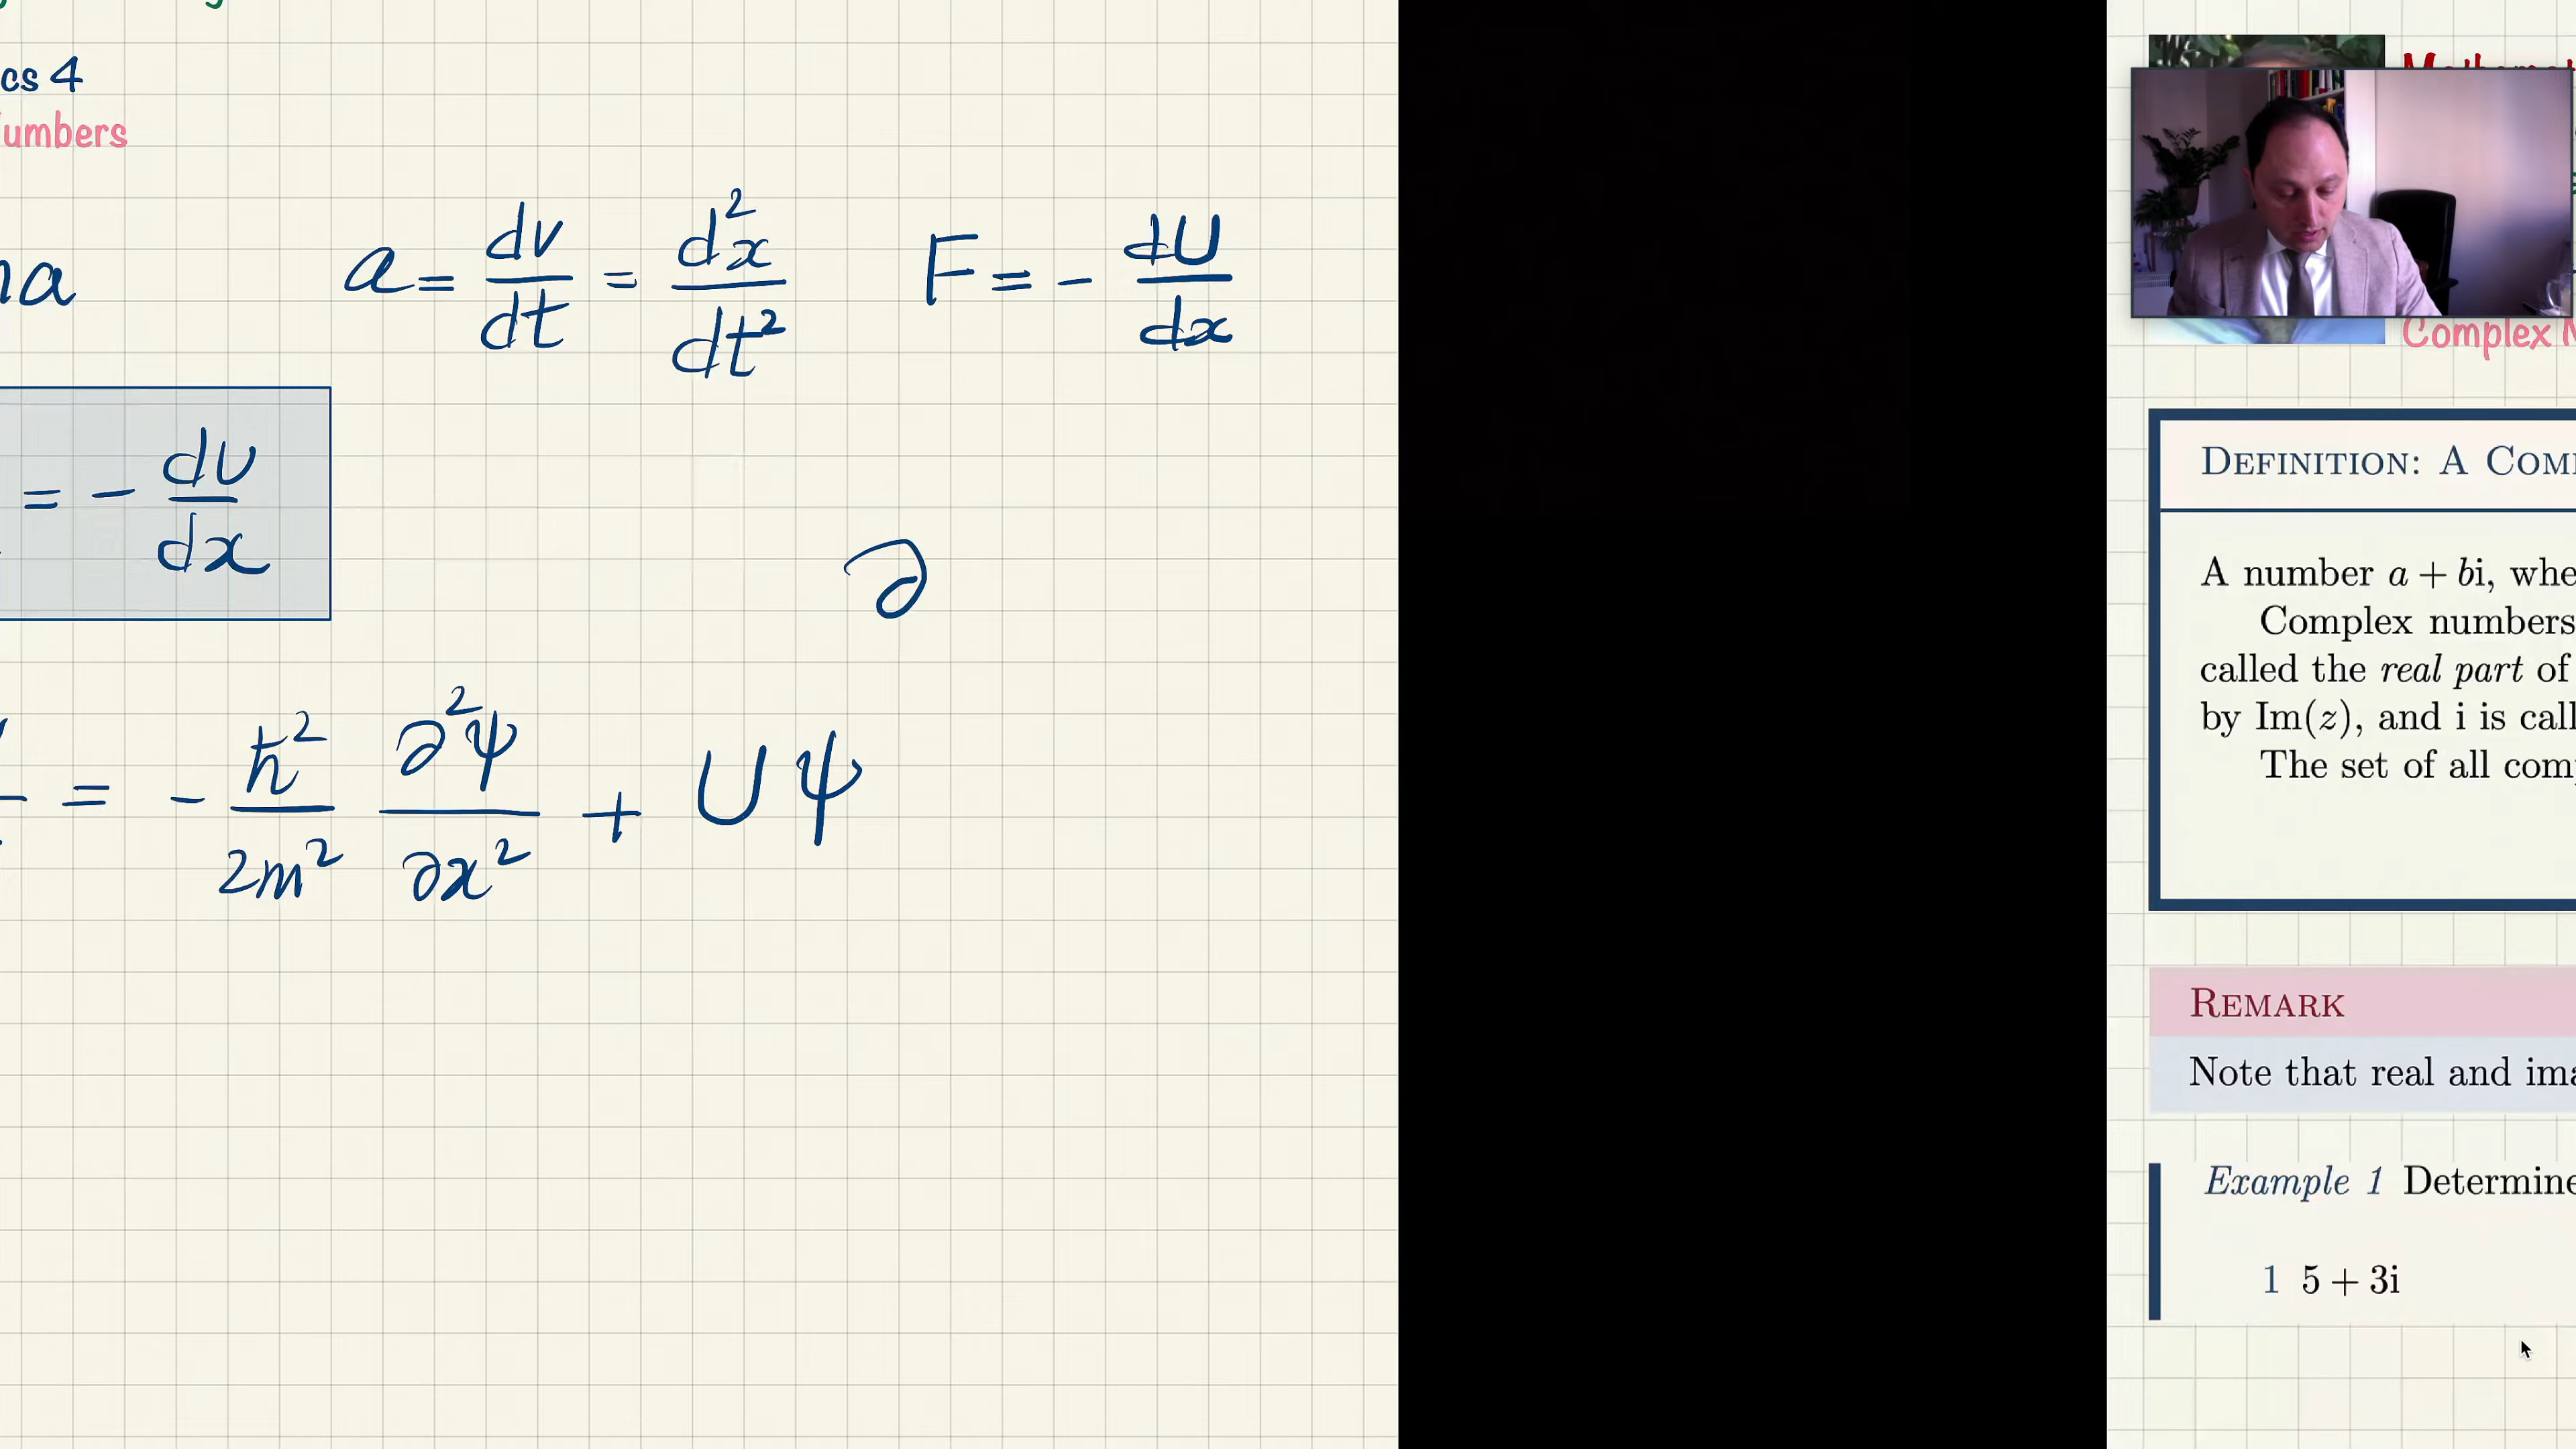 cs 4
umbers
ma a = dv/dt = d²x/dt² F = - dU/dx
= - dU/dx
∂
= - ħ²/2m² ∂²ψ/∂x² + Uψ
Complex N
DEFINITION: A COM
A number a + bi, whe
Complex numbers
called the real part of
by Im(z), and i is call
The set of all com
REMARK
Note that real and ima
Example 1 Determine
1 5 + 3i